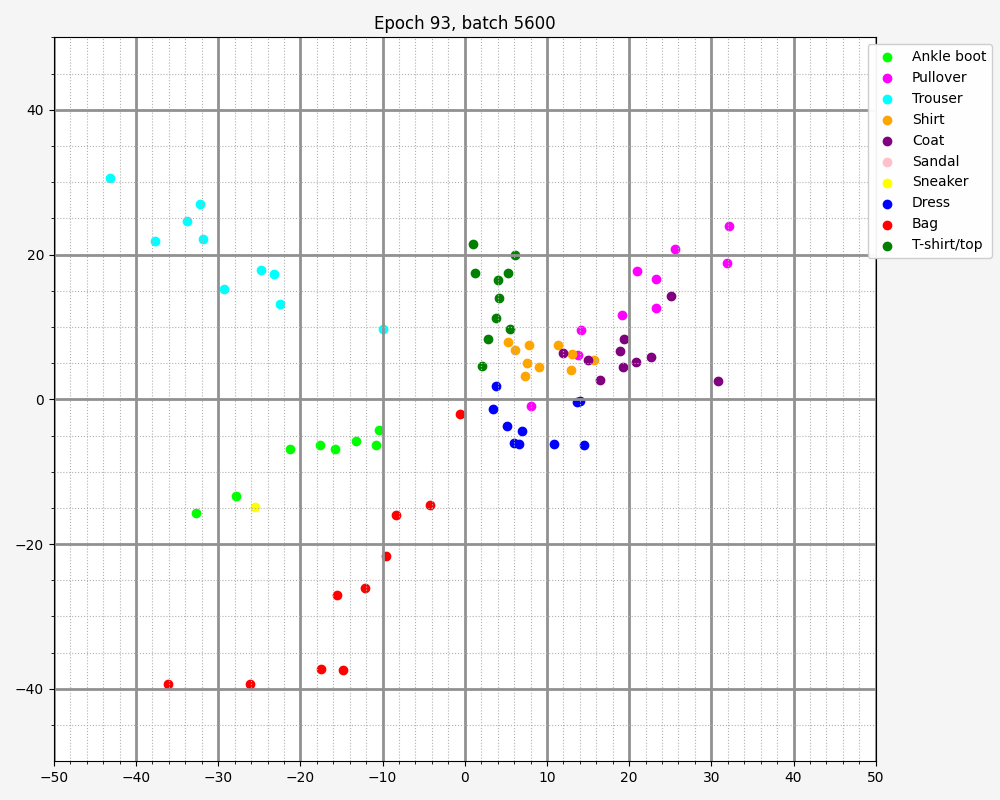 Epoch 93, batch 5600
Ankle boot
Pullover
Trouser
Shirt
Coat
Sandal
Sneaker
Dress
Bag
T-shirt/top
40
20
0
−20
−40
−50 −40 −30 −20 −10 0 10 20 30 40 50